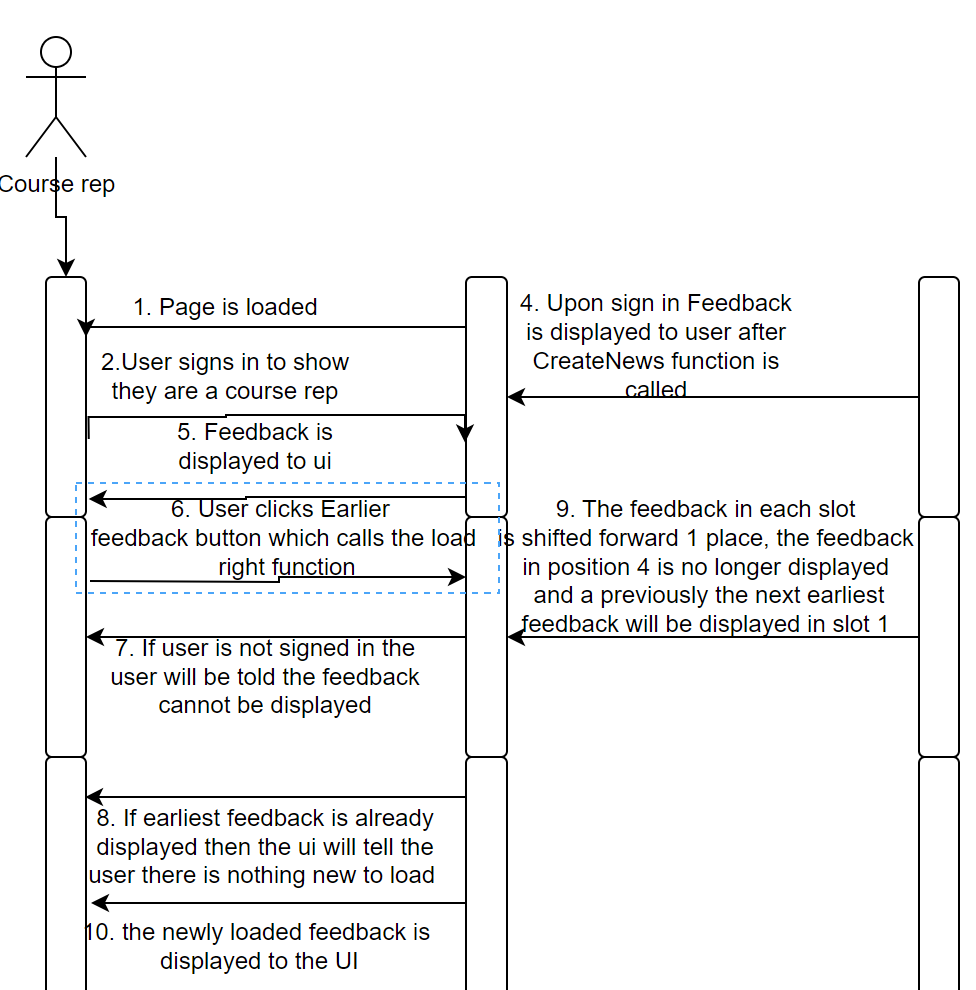 Course rep
1. Page is loaded
2.User signs in to show
they are a course rep
4. Upon sign in Feedback
is displayed to user after
CreateNews function is
called
5. Feedback is
displayed to ui
6. User clicks Earlier
feedback button which calls the load
right function
9. The feedback in each slot
is shifted forward 1 place, the feedback
in position 4 is no longer displayed
and a previously the next earliest
feedback will be displayed in slot 1
7. If user is not signed in the
user will be told the feedback
cannot be displayed
8. If earliest feedback is already
displayed then the ui will tell the
user there is nothing new to load
10. the newly loaded feedback is
displayed to the UI